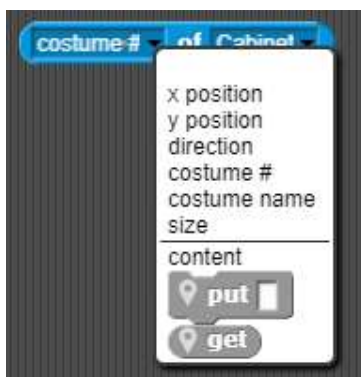 costume # of Cabinet
x position
y position
direction
costume #
costume name
size
content
put
get